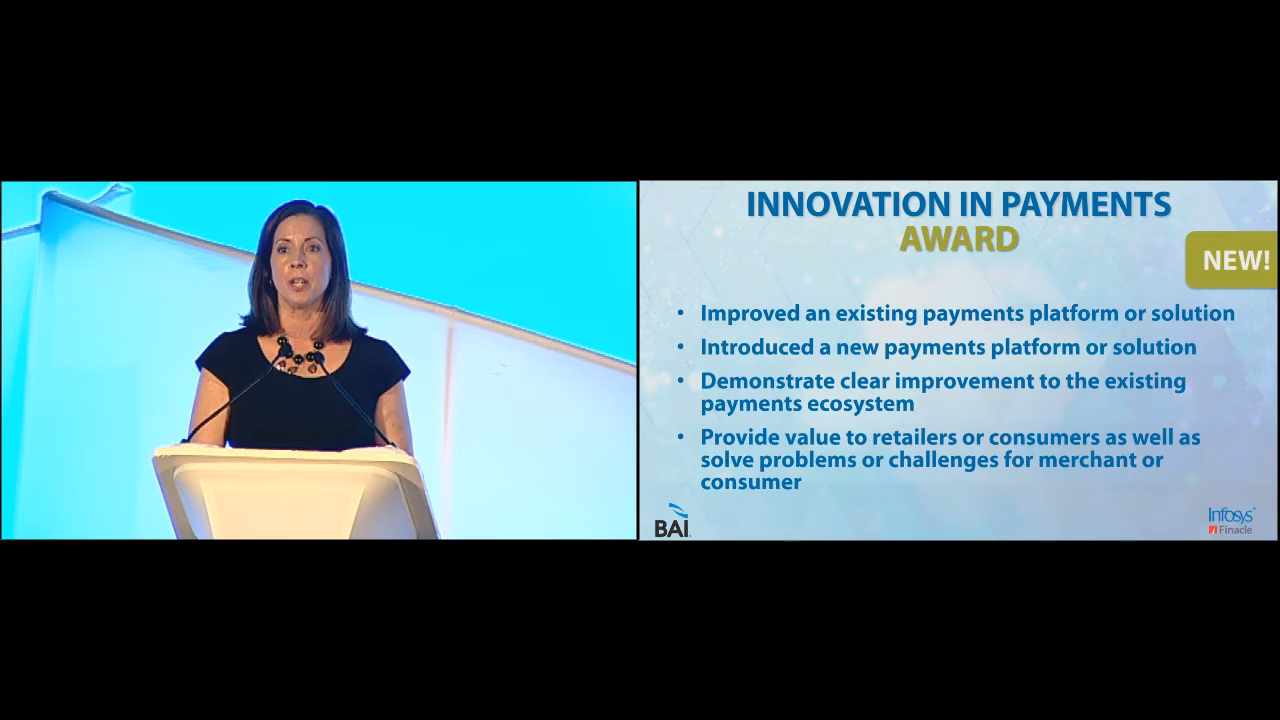 INNOVATION IN PAYMENTS
AWARD
NEW!
• Improved an existing payments platform or solution
• Introduced a new payments platform or solution
• Demonstrate clear improvement to the existing
payments ecosystem
• Provide value to retailers or consumers as well as
solve problems or challenges for merchant or
consumer
BAI
Infosys
Finacle